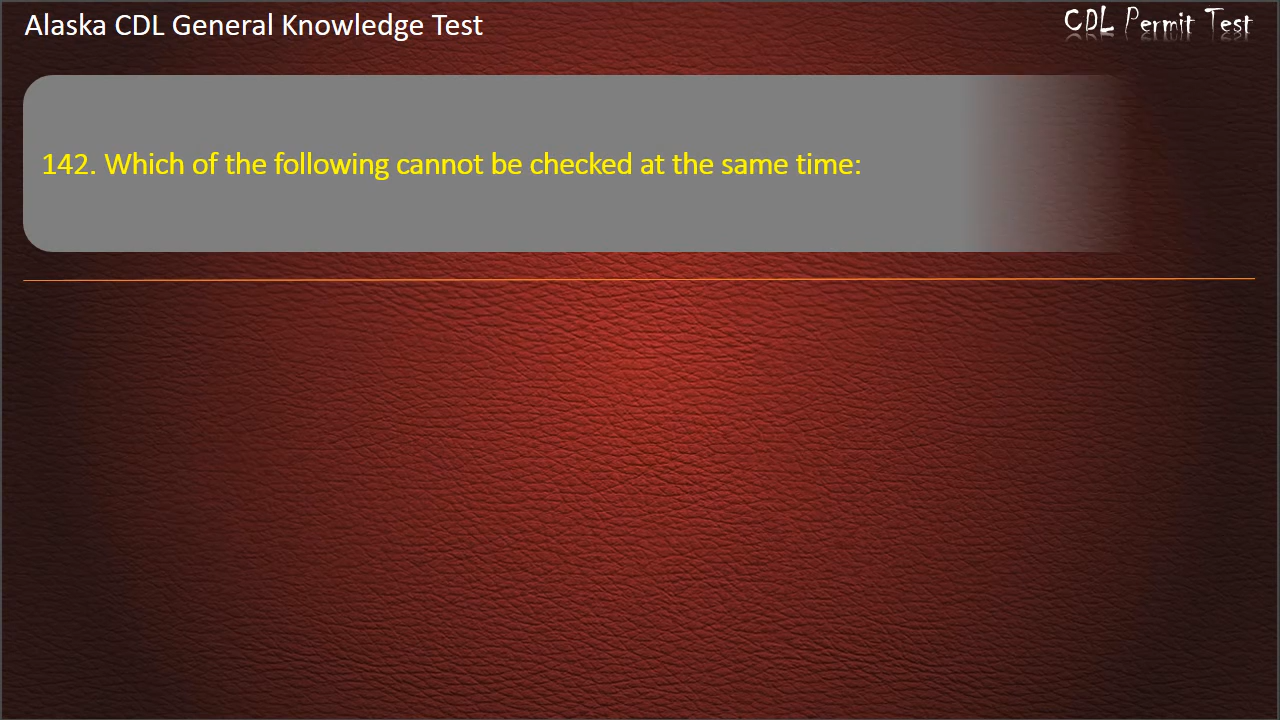 Alaska CDL General Knowledge Test
CDL Permit Test
142. Which of the following cannot be checked at the same time: